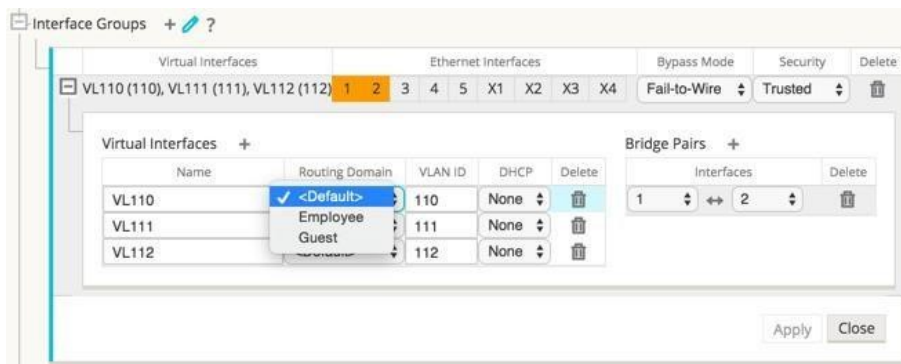 Interface Groups + ?
Virtual Interfaces Ethernet Interfaces Bypass Mode Security Delete
VL110 (110), VL111 (111), VL112 (112) 1 2 3 4 5 X1 X2 X3 X4 Fail-to-Wire Trusted
Virtual Interfaces +
Name Routing Domain VLAN ID DHCP Delete
VL110 ✓ <Default> 110 None
Employee
VL111 111 None
Guest
VL112 <Default> 112 None
Bridge Pairs +
Interfaces Delete
1 ↔ 2
Apply Close